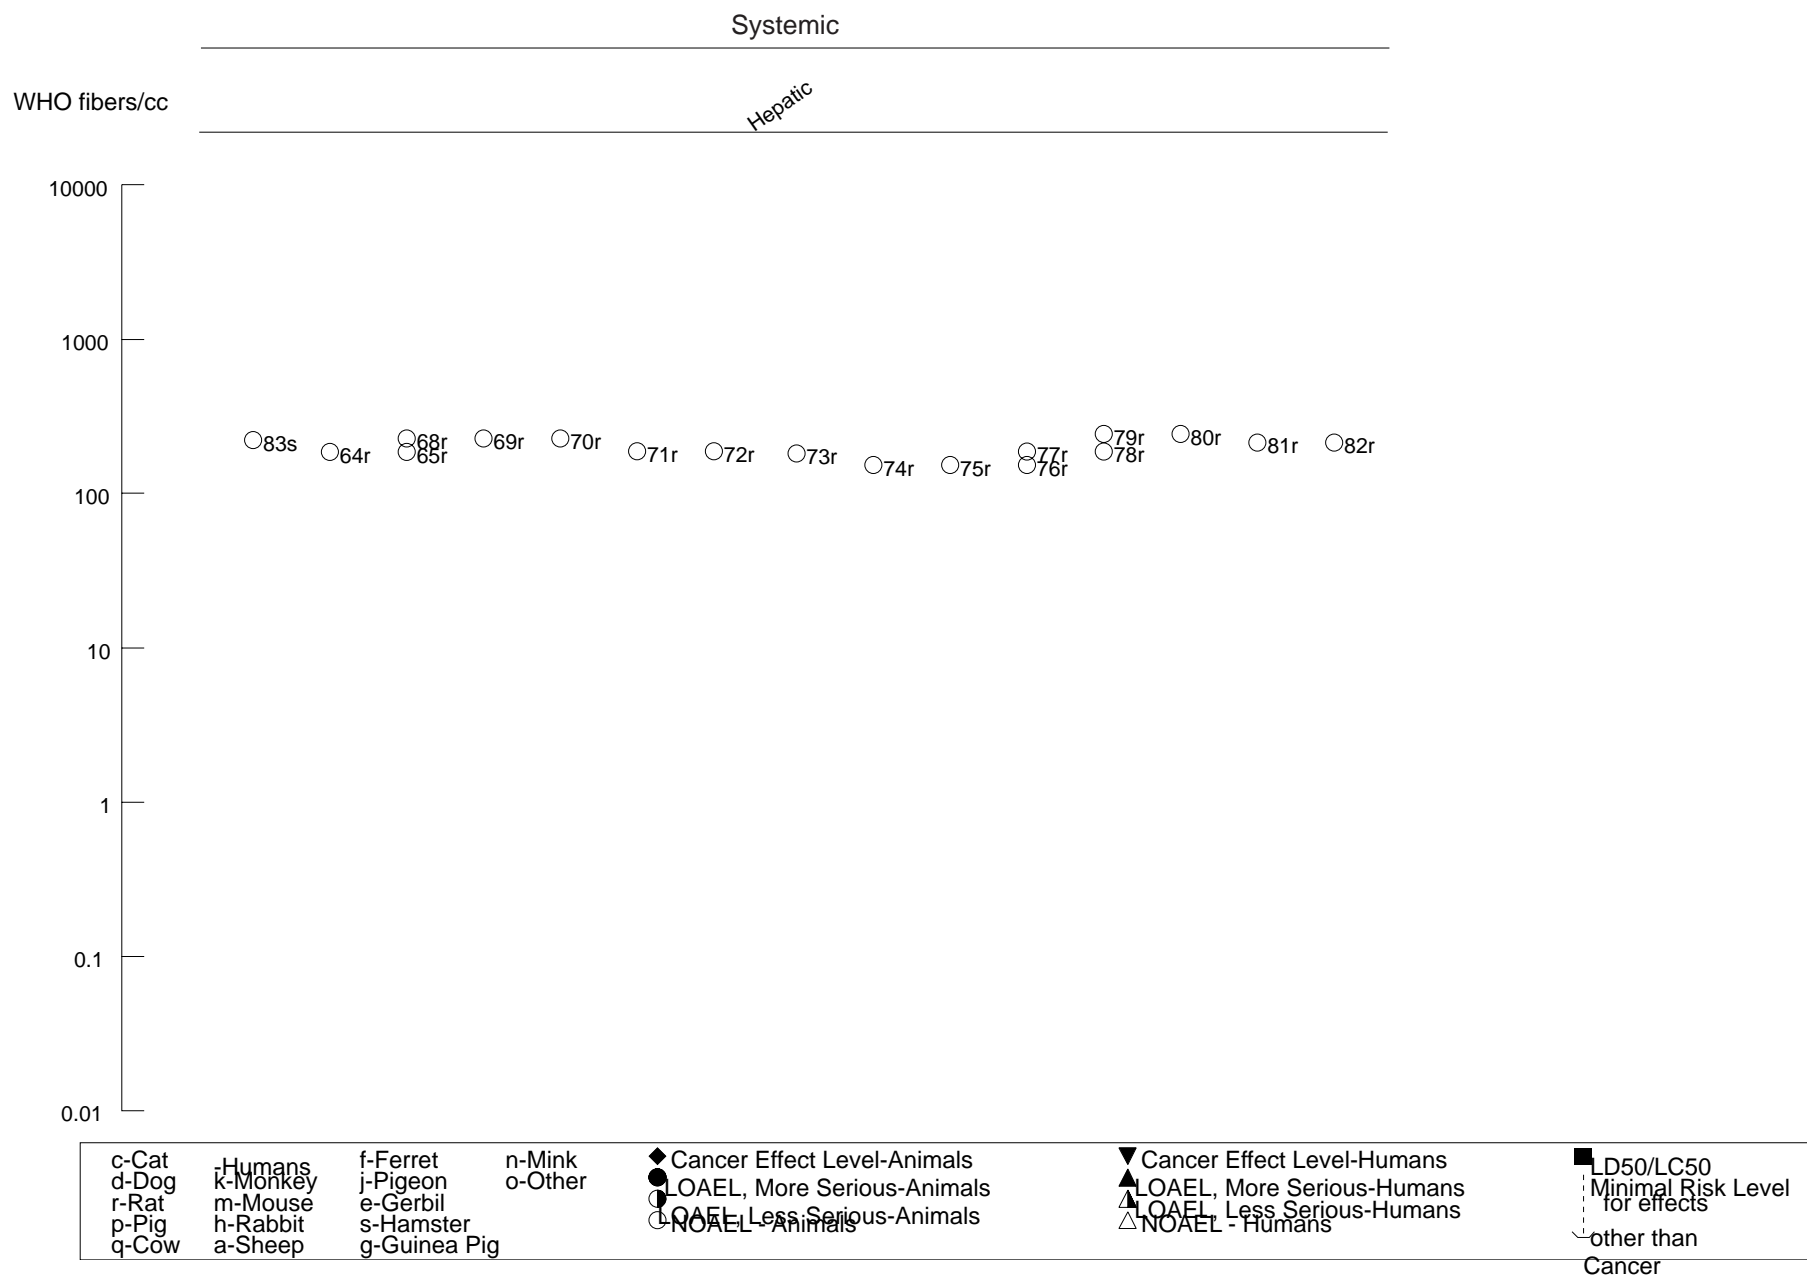 Systemic
WHO fibers/cc
Hepatic
10000
1000
100
10
1
0.1
0.01
83s
64r
68r
65r
69r
70r
71r
72r
73r
74r
75r
77r
76r
79r
78r
80r
81r
82r
c-Cat
d-Dog
r-Rat
p-Pig
q-Cow
-Humans
k-Monkey
m-Mouse
h-Rabbit
a-Sheep
f-Ferret
j-Pigeon
e-Gerbil
s-Hamster
g-Guinea Pig
n-Mink
o-Other
Cancer Effect Level-Animals
LOAEL, More Serious-Animals
LOAEL, Less Serious-Animals
NOAEL - Animals
Cancer Effect Level-Humans
LOAEL, More Serious-Humans
LOAEL, Less Serious-Humans
NOAEL - Humans
LD50/LC50
Minimal Risk Level
for effects
other than
Cancer